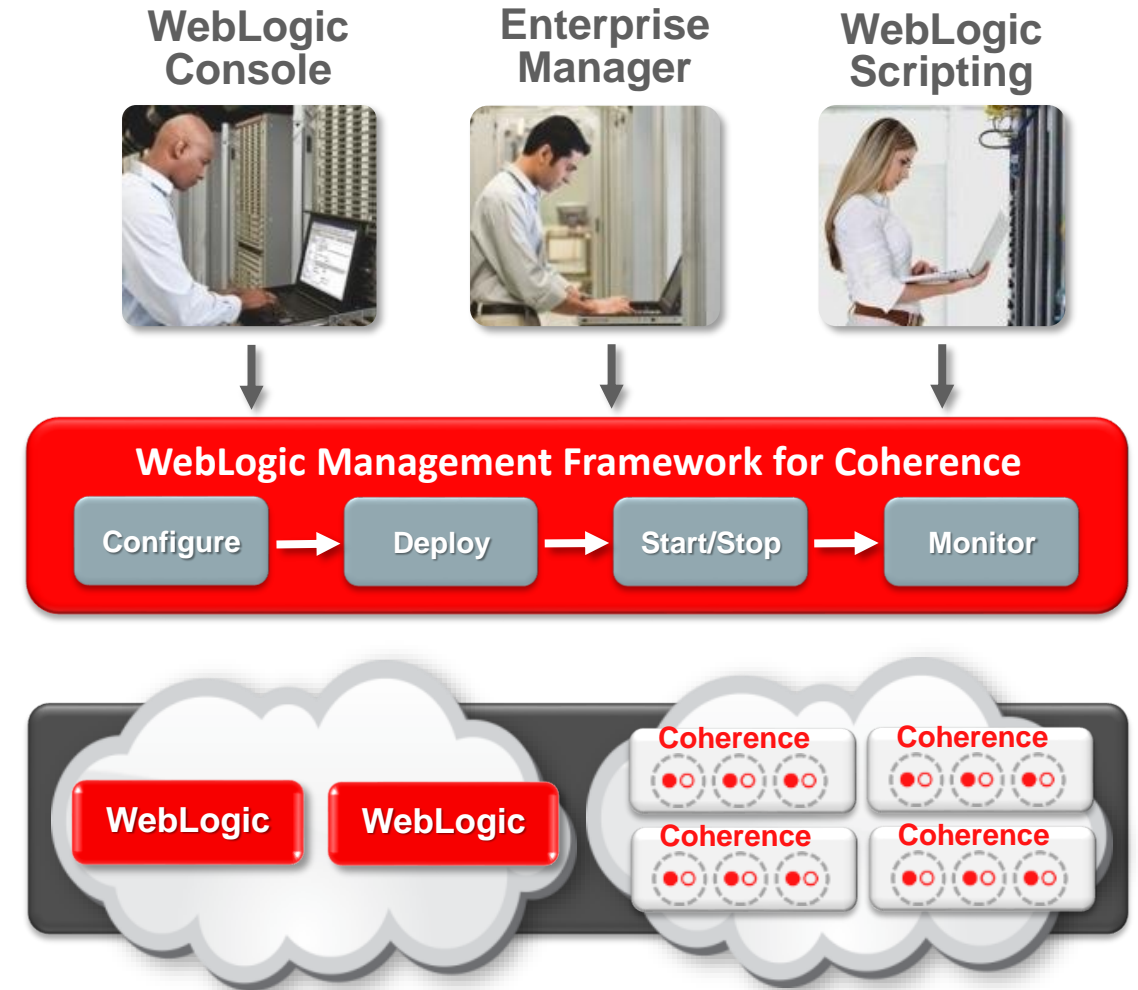 WebLogic
Console
Enterprise
Manager
WebLogic
Scripting
WebLogic Management Framework for Coherence
Configure
Deploy
Start/Stop
Monitor
WebLogic
WebLogic
Coherence
Coherence
Coherence
Coherence